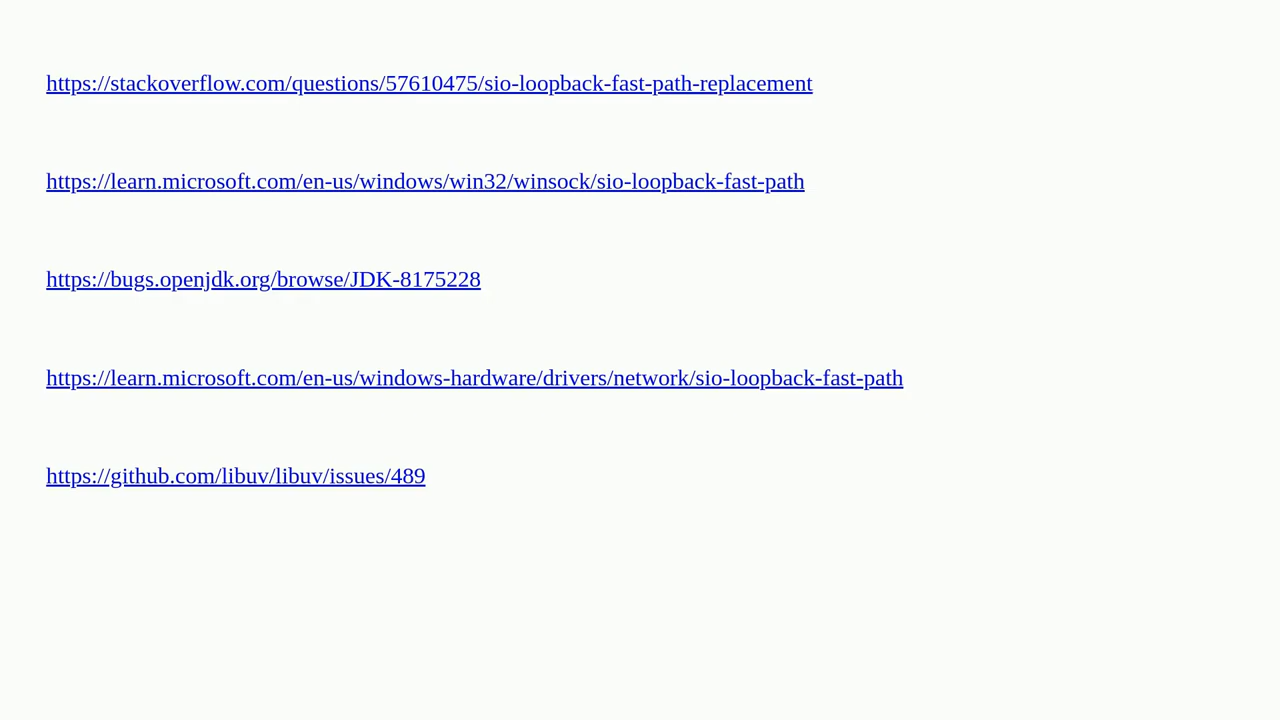 https://stackoverflow.com/questions/57610475/sio-loopback-fast-path-replacement
https://learn.microsoft.com/en-us/windows/win32/winsock/sio-loopback-fast-path
https://bugs.openjdk.org/browse/JDK-8175228
https://learn.microsoft.com/en-us/windows-hardware/drivers/network/sio-loopback-fast-path
https://github.com/libuv/libuv/issues/489